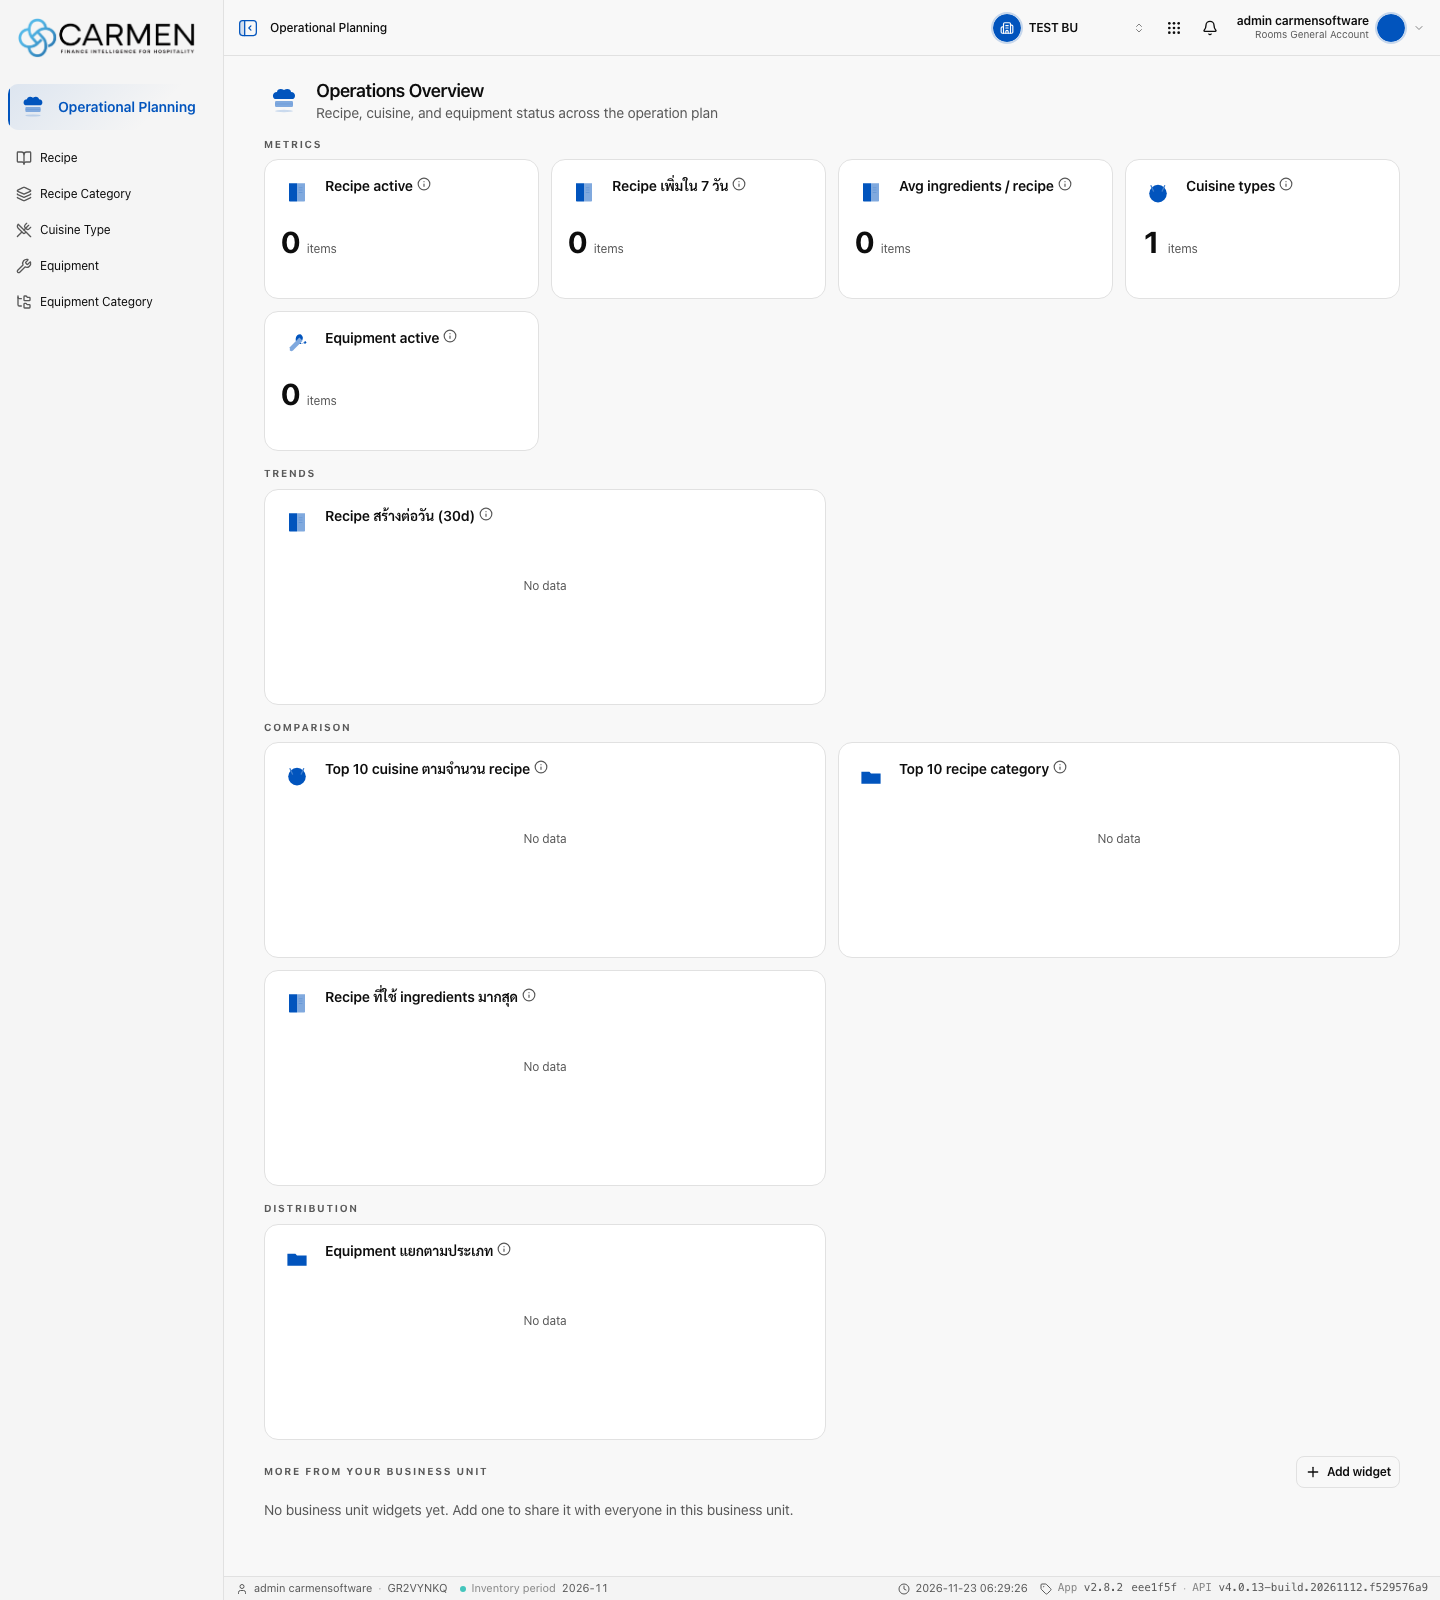 CARMEN
FINANCE INTELLIGENCE FOR HOSPITALITY
Operational Planning
Recipe
Recipe Category
Cuisine Type
Equipment
Equipment Category
Operational Planning
TEST BU
admin carmensoftware
Rooms General Account
Operations Overview
Recipe, cuisine, and equipment status across the operation plan
METRICS
Recipe active
0 items
Recipe เพิ่มใน 7 วัน
0 items
Avg ingredients / recipe
0 items
Cuisine types
1 items
Equipment active
0 items
TRENDS
Recipe สร้างต่อวัน (30d)
No data
COMPARISON
Top 10 cuisine ตามจำนวน recipe
No data
Top 10 recipe category
No data
Recipe ที่ใช้ ingredients มากสุด
No data
DISTRIBUTION
Equipment แยกตามประเภท
No data
MORE FROM YOUR BUSINESS UNIT
Add widget
No business unit widgets yet. Add one to share it with everyone in this business unit.
admin carmensoftware · GR2VYNKQ Inventory period 2026-11
2026-11-23 06:29:26 App v2.8.2 eee1f5f · API v4.0.13-build.20261112.f529576a9